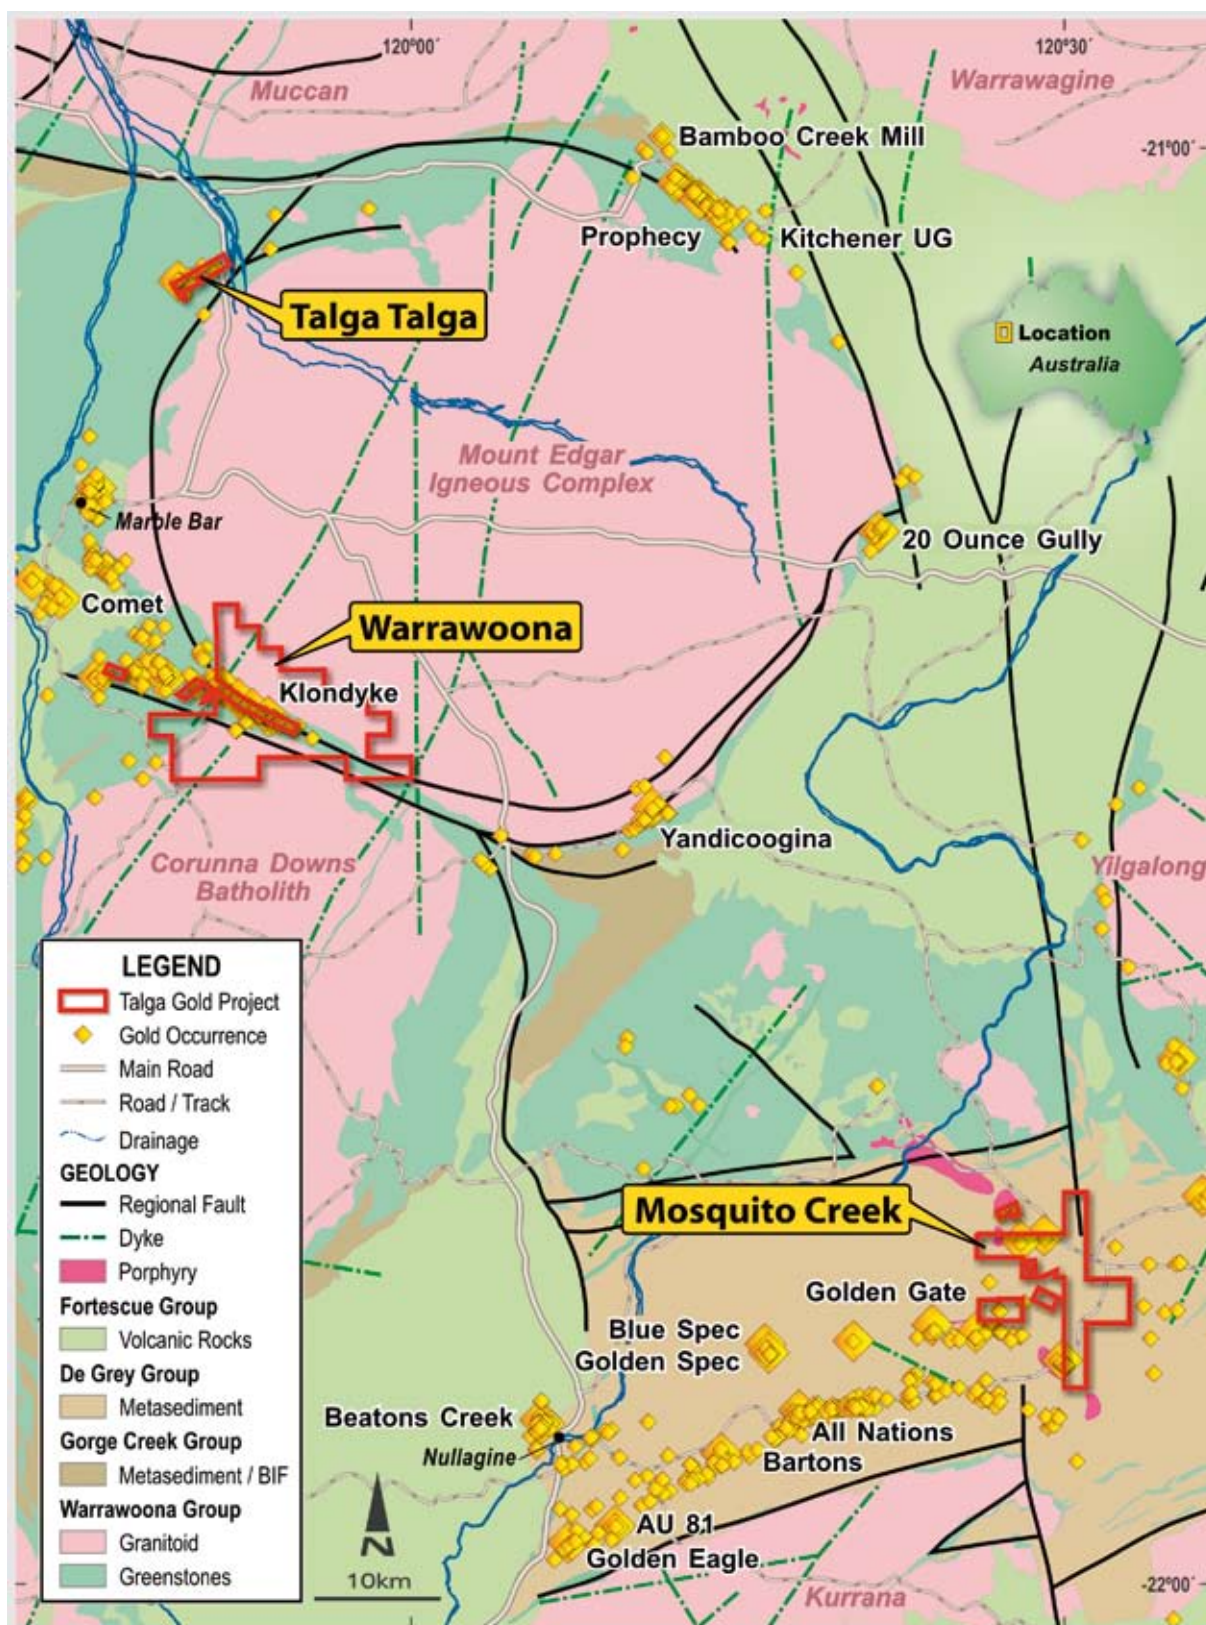 120°00´
120°30´
Muccan
Warrawagine
Bamboo Creek Mill
-21°00´
Prophecy
Kitchener UG
Talga Talga
Location
Australia
Mount Edgar
Igneous Complex
Marble Bar
20 Ounce Gully
Comet
Warrawoona
Klondyke
Yandicoogina
Corunna Downs
Batholith
Yilgalong
LEGEND
Talga Gold Project
Gold Occurrence
Main Road
Road / Track
Drainage
GEOLOGY
Regional Fault
Dyke
Porphyry
Fortescue Group
Volcanic Rocks
De Grey Group
Metasediment
Gorge Creek Group
Metasediment / BIF
Warrawoona Group
Granitoid
Greenstones
Mosquito Creek
Golden Gate
Blue Spec
Golden Spec
Beatons Creek
Nullagine
All Nations
Bartons
AU 81
Golden Eagle
N
10km
Kurrana
-22°00´